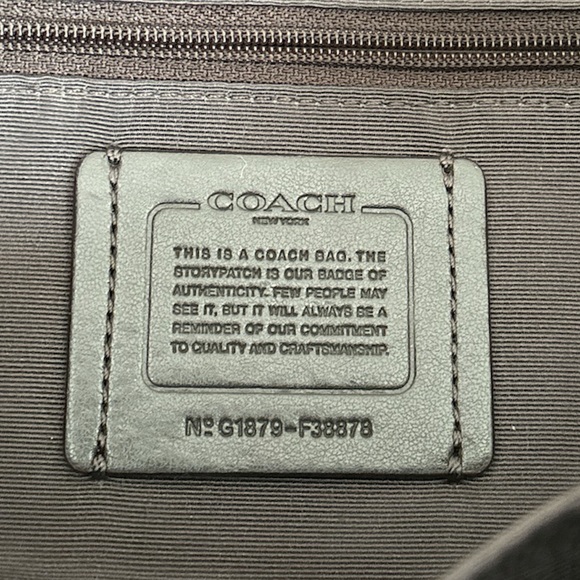 COACH
NEW YORK
THIS IS A COACH BAG. THE
STORYPATCH IS OUR BADGE OF
AUTHENTICITY. FEW PEOPLE MAY
SEE IT, BUT IT WILL ALWAYS BE A
REMINDER OF OUR COMMITMENT
TO QUALITY AND CRAFTSMANSHIP.
Nº G1879-F38878